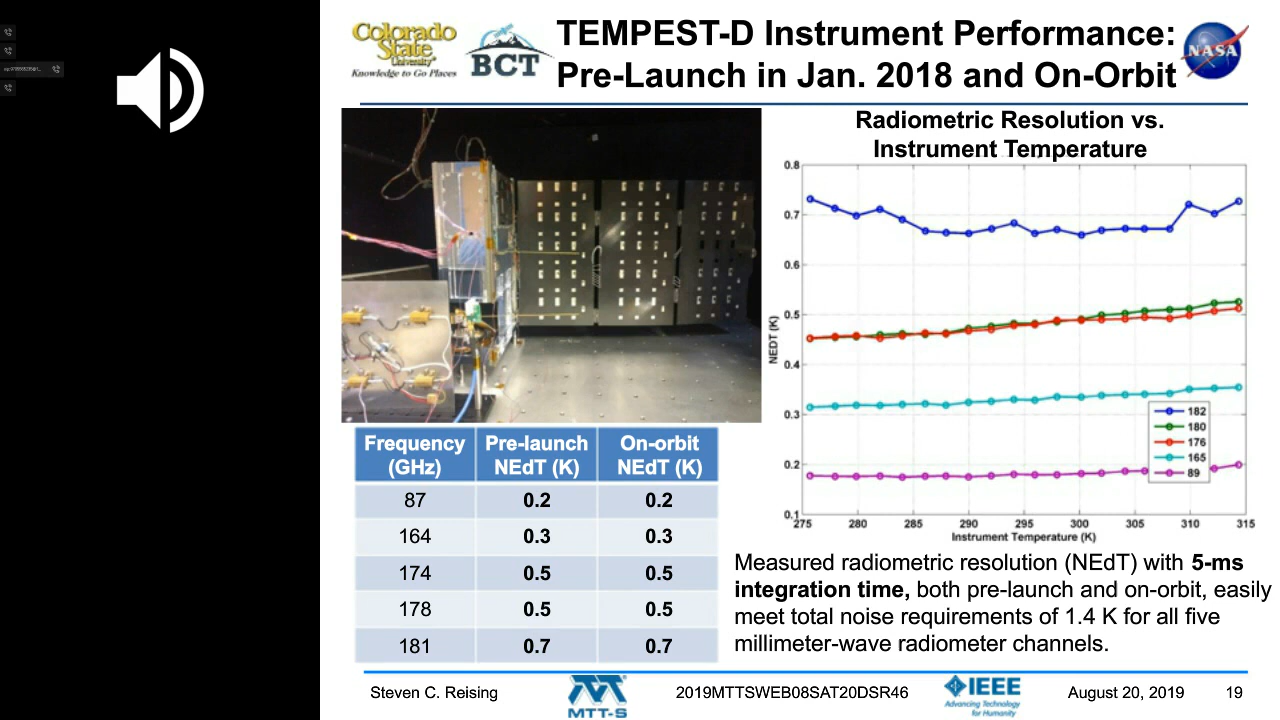 Colorado
State
University
Knowledge to Go Places
BCT
TEMPEST-D Instrument Performance:
Pre-Launch in Jan. 2018 and On-Orbit
NASA
Radiometric Resolution vs.
Instrument Temperature
NEDT (K)
0.8
0.7
0.6
0.5
0.4
0.3
0.2
0.1
275 280 285 290 295 300 305 310 315
Instrument Temperature (K)
182
180
176
165
89
Frequency (GHz) Pre-launch NEdT (K) On-orbit NEdT (K)
87 0.2 0.2
164 0.3 0.3
174 0.5 0.5
178 0.5 0.5
181 0.7 0.7
Measured radiometric resolution (NEdT) with 5-ms
integration time, both pre-launch and on-orbit, easily
meet total noise requirements of 1.4 K for all five
millimeter-wave radiometer channels.
Steven C. Reising
MTT-S
2019MTTSWEB08SAT20DSR46
IEEE
Advancing Technology
for Humanity
August 20, 2019
19